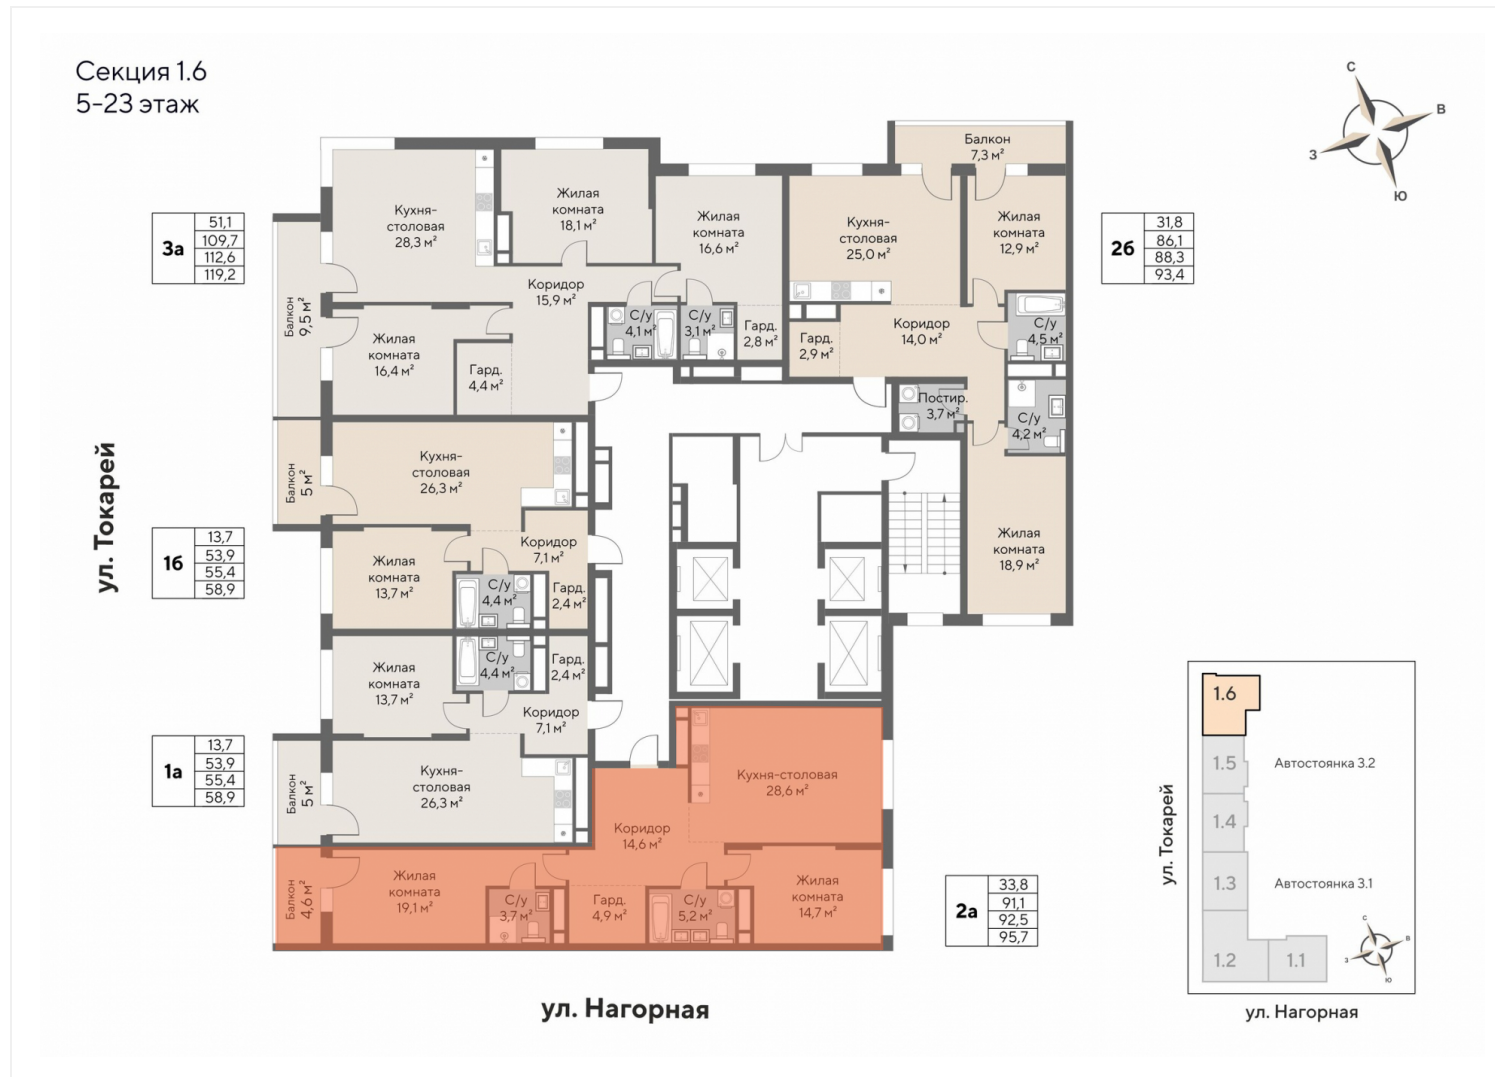 Секция 1.6
5-23 этаж
С
В
З
Ю
3а
51,1
109,7
112,6
119,2
Кухня-
столовая
28,3 м²
Жилая
комната
18,1 м²
Жилая
комната
16,6 м²
Кухня-
столовая
25,0 м²
Балкон
7,3 м²
Жилая
комната
12,9 м²
2б
31,8
86,1
88,3
93,4
Балкон
9,5 м²
Коридор
15,9 м²
С/у
4,1 м²
С/у
3,1 м²
Гард.
2,8 м²
Гард.
2,9 м²
Коридор
14,0 м²
С/у
4,5 м²
Жилая
комната
16,4 м²
Гард.
4,4 м²
Постир.
3,7 м²
С/у
4,2 м²
Жилая
комната
18,9 м²
ул. Токарей
Балкон
5 м²
Кухня-
столовая
26,3 м²
1б
13,7
53,9
55,4
58,9
Жилая
комната
13,7 м²
С/у
4,4 м²
Коридор
7,1 м²
Гард.
2,4 м²
Жилая
комната
13,7 м²
С/у
4,4 м²
Гард.
2,4 м²
Коридор
7,1 м²
1а
13,7
53,9
55,4
58,9
Балкон
5 м²
Кухня-
столовая
26,3 м²
Кухня-столовая
28,6 м²
Коридор
14,6 м²
Балкон
4,6 м²
Жилая
комната
19,1 м²
С/у
3,7 м²
Гард.
4,9 м²
С/у
5,2 м²
Жилая
комната
14,7 м²
2а
33,8
91,1
92,5
95,7
ул. Нагорная
ул. Токарей
1.6
1.5
Автостоянка 3.2
1.4
1.3
Автостоянка 3.1
1.2
1.1
С
В
З
Ю
ул. Нагорная